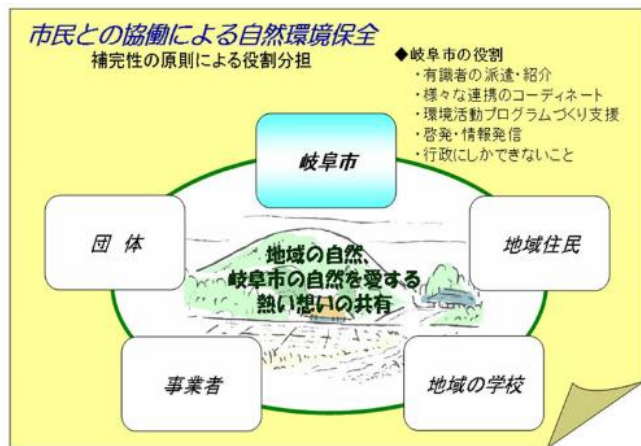 市民との協働による自然環境保全
補完性の原則による役割分担
◆岐阜市の役割
・有識者の派遣・紹介
・様々な連携のコーディネート
・環境活動プログラムづくり支援
・啓発・情報発信
・行政にしかできないこと
岐阜市
団 体
地域住民
地域の自然、
岐阜市の自然を愛する
熱い想いの共有
事業者
地域の学校